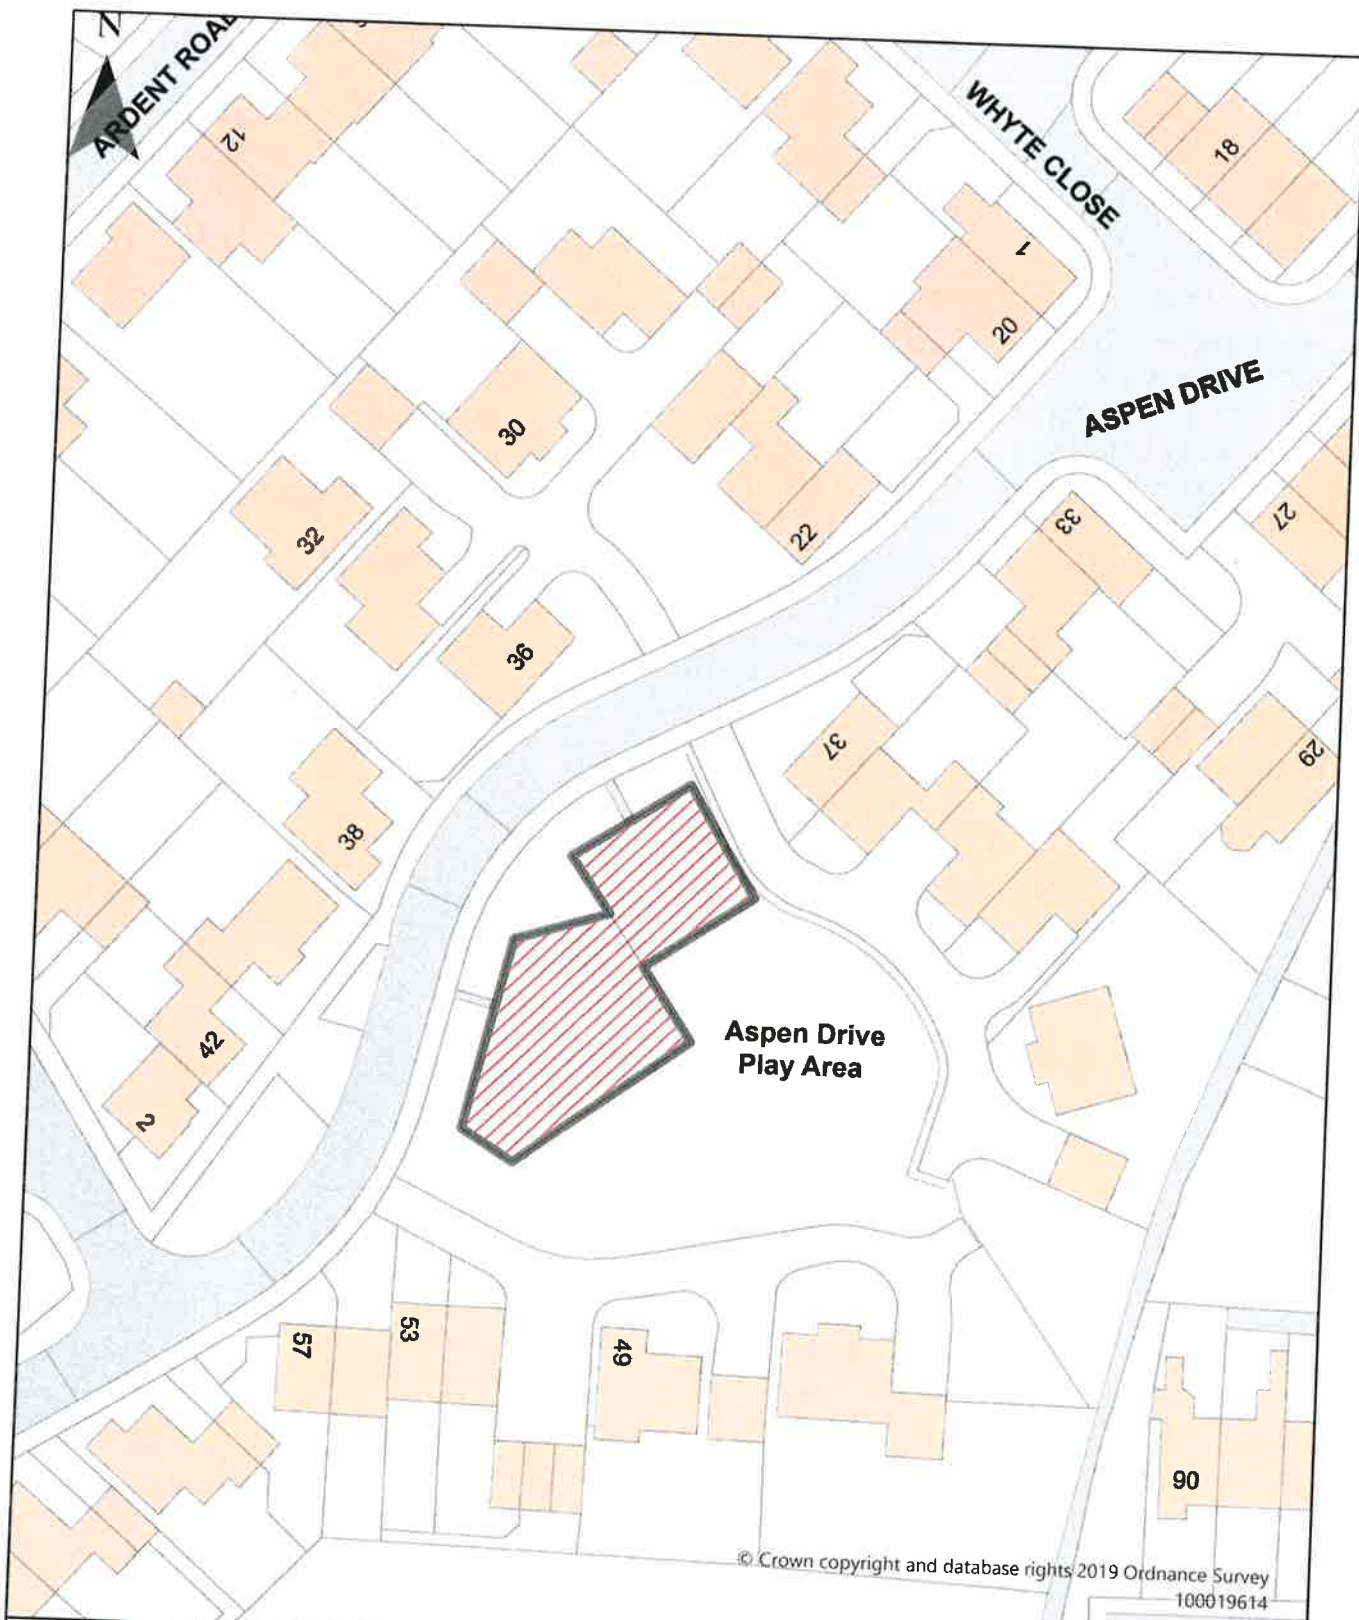 N
ARDENT ROAD
12
WHYTE CLOSE
18
1
20
ASPEN DRIVE
30
32
22
33
27
36
37
29
38
42
2
Aspen Drive
Play Area
57
53
49
90
© Crown copyright and database rights 2019 Ordnance Survey
100019614